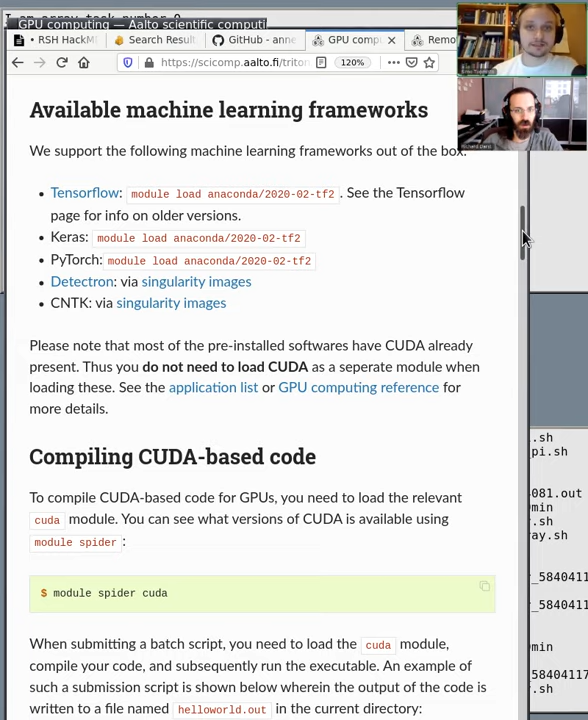 GPU computing — Aalto scientific computi
RSH HackM
Search Result
GitHub - anne
GPU comp
Remo
https://scicomp.aalto.fi/triton
120%
Available machine learning frameworks
We support the following machine learning frameworks out of the box:
• Tensorflow: module load anaconda/2020-02-tf2 . See the Tensorflow
page for info on older versions.
• Keras: module load anaconda/2020-02-tf2
• PyTorch: module load anaconda/2020-02-tf2
• Detectron: via singularity images
• CNTK: via singularity images
Please note that most of the pre-installed softwares have CUDA already
present. Thus you do not need to load CUDA as a seperate module when
loading these. See the application list or GPU computing reference for
more details.
Compiling CUDA-based code
To compile CUDA-based code for GPUs, you need to load the relevant
cuda module. You can see what versions of CUDA is available using
module spider :
$ module spider cuda
When submitting a batch script, you need to load the cuda module,
compile your code, and subsequently run the executable. An example of
such a submission script is shown below wherein the output of the code is
written to a file named helloworld.out in the current directory:
.sh
pi.sh
081.out
min
r.sh
ray.sh
_5840411
_5840411
min
_58404117
r.sh